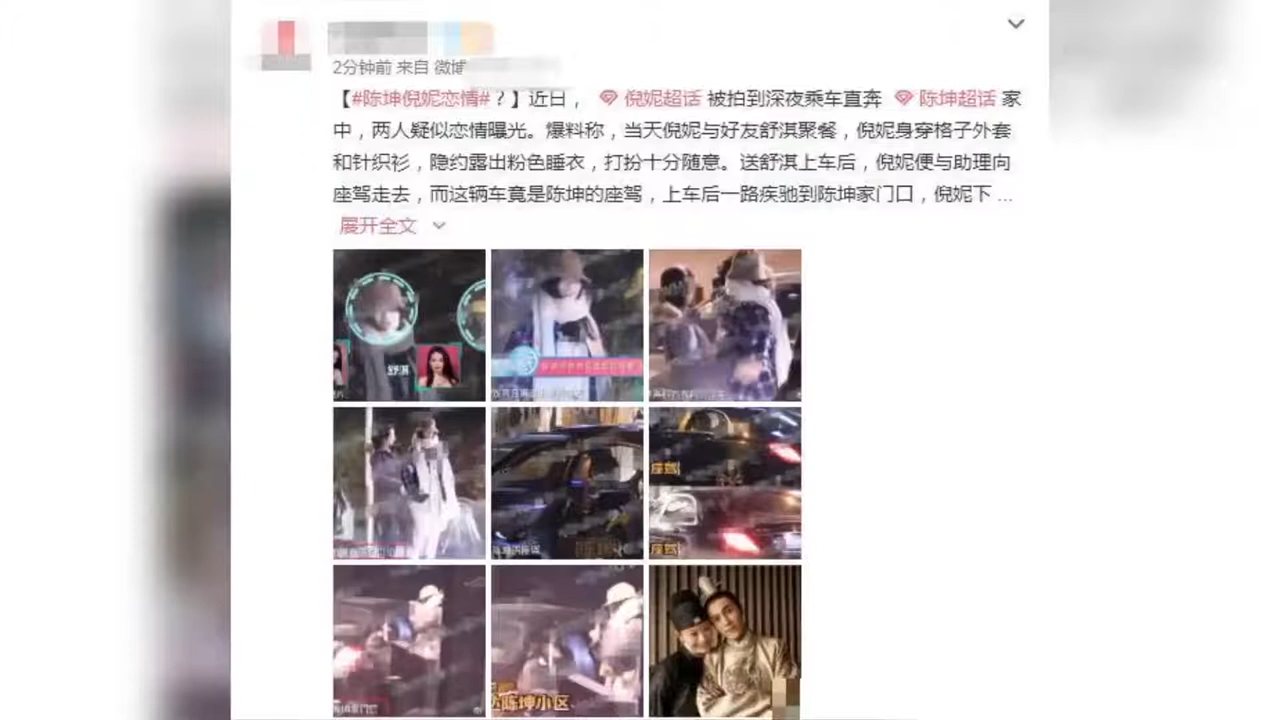 2分钟前 来自 微博
【#陈坤倪妮恋情#？】近日， 倪妮超话 被拍到深夜乘车直奔 陈坤超话 家
中，两人疑似恋情曝光。爆料称，当天倪妮与好友舒淇聚餐，倪妮身穿格子外套
和针织衫，隐约露出粉色睡衣，打扮十分随意。送舒淇上车后，倪妮便与助理向
座驾走去，而这辆车竟是陈坤的座驾，上车后一路疾驰到陈坤家门口，倪妮下 ...
展开全文
舒淇
座驾
座驾
陈坤小区